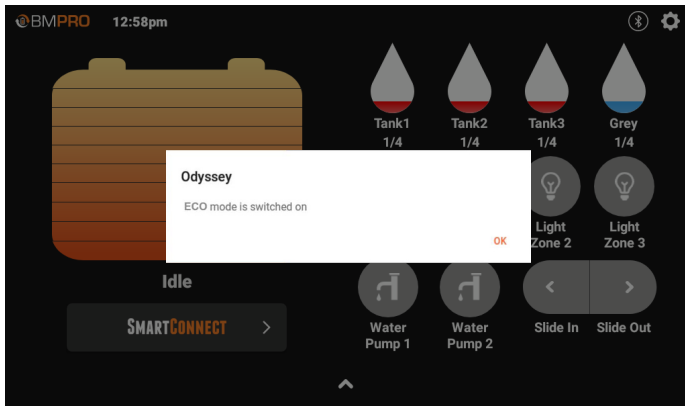 BMPRO 12:58pm
Tank1 Tank2 Tank3 Grey
1/4 1/4 1/4 1/4
Odyssey
ECO mode is switched on
OK
Light Light
Zone 2 Zone 3
Idle
SMARTCONNECT
Water Water Slide In Slide Out
Pump 1 Pump 2